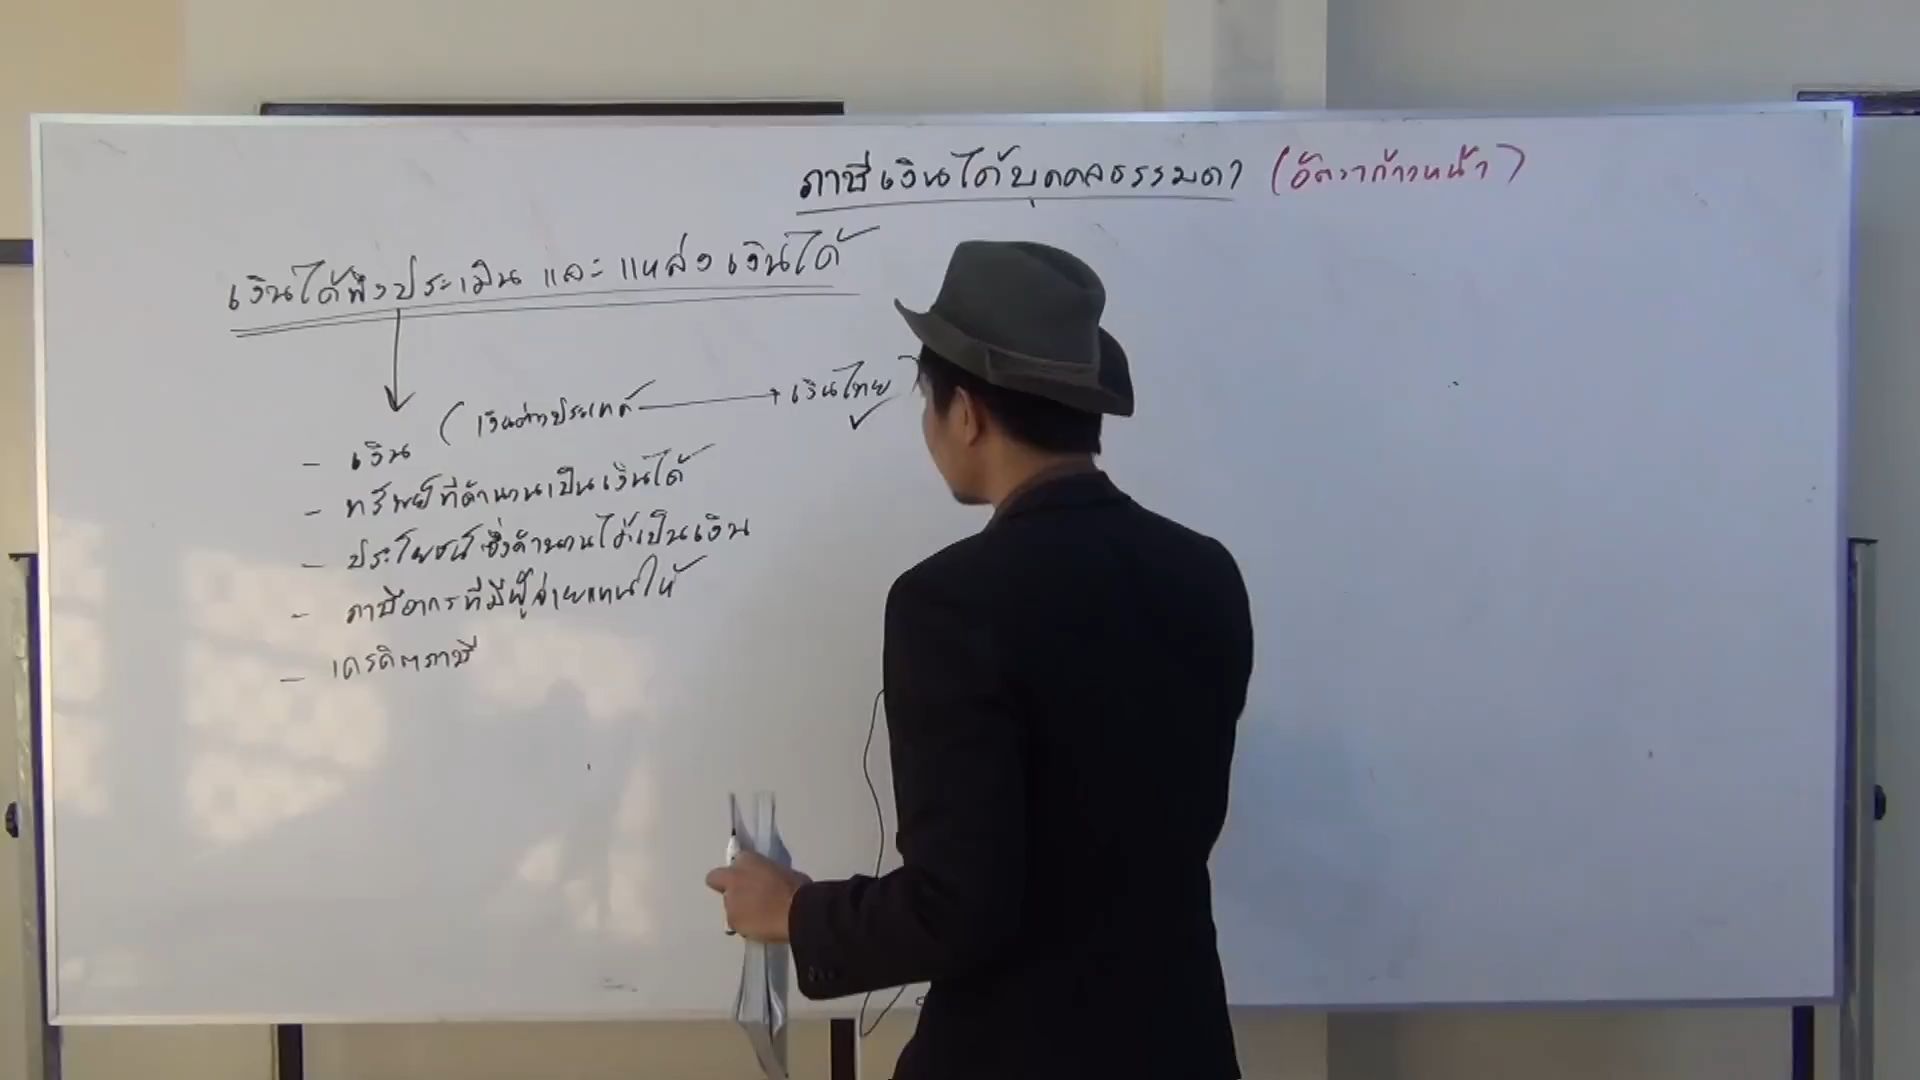 ภาษีเงินได้บุคคลธรรมดา (อัตราก้าวหน้า)
เงินได้พึงประเมิน และ แหล่งเงินได้
- เงิน (เงินต่างประเทศ → เงินไทย ✓)
- ทรัพย์ที่คำนวนเป็นเงินได้
- ประโยชน์ซึ่งคำนวนได้เป็นเงิน
- ภาษีอากรที่มีผู้จ่ายแทนให้
- เครดิตภาษี